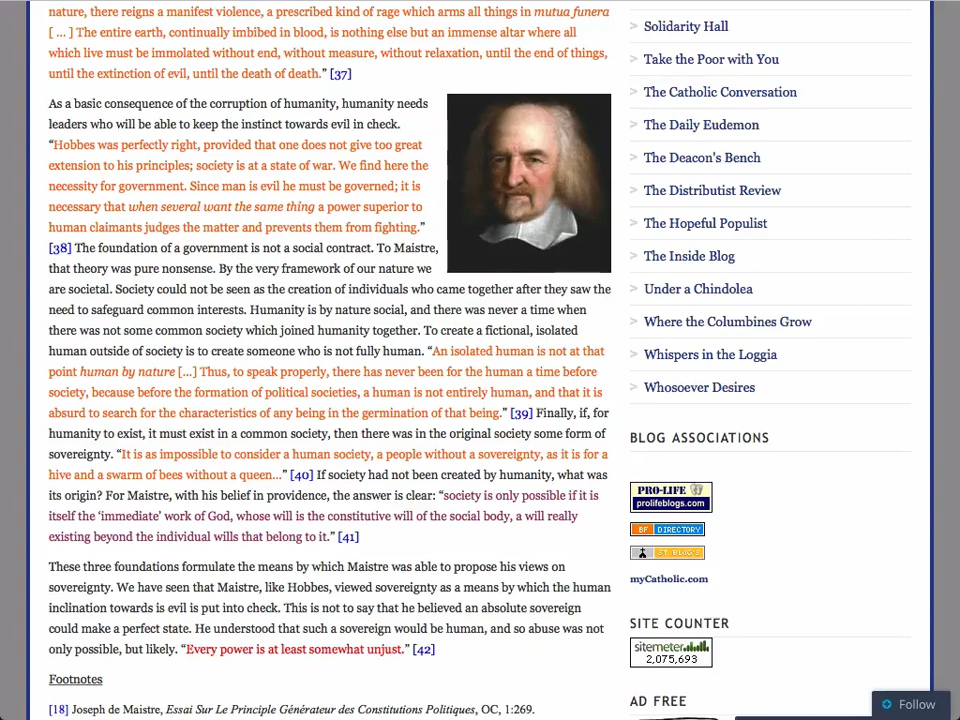 nature, there reigns a manifest violence, a prescribed kind of rage which arms all things in mutua funera
[ … ] The entire earth, continually imbibed in blood, is nothing else but an immense altar where all
which live must be immolated without end, without measure, without relaxation, until the end of things,
until the extinction of evil, until the death of death.” [37]
As a basic consequence of the corruption of humanity, humanity needs
leaders who will be able to keep the instinct towards evil in check.
“Hobbes was perfectly right, provided that one does not give too great
extension to his principles; society is at a state of war. We find here the
necessity for government. Since man is evil he must be governed; it is
necessary that when several want the same thing a power superior to
human claimants judges the matter and prevents them from fighting.”
[38] The foundation of a government is not a social contract. To Maistre,
that theory was pure nonsense. By the very framework of our nature we
are societal. Society could not be seen as the creation of individuals who came together after they saw the
need to safeguard common interests. Humanity is by nature social, and there was never a time when
there was not some common society which joined humanity together. To create a fictional, isolated
human outside of society is to create someone who is not fully human. “An isolated human is not at that
point human by nature […] Thus, to speak properly, there has never been for the human a time before
society, because before the formation of political societies, a human is not entirely human, and that it is
absurd to search for the characteristics of any being in the germination of that being.” [39] Finally, if, for
humanity to exist, it must exist in a common society, then there was in the original society some form of
sovereignty. “It is as impossible to consider a human society, a people without a sovereignty, as it is for a
hive and a swarm of bees without a queen…” [40] If society had not been created by humanity, what was
its origin? For Maistre, with his belief in providence, the answer is clear: “society is only possible if it is
itself the ‘immediate’ work of God, whose will is the constitutive will of the social body, a will really
existing beyond the individual wills that belong to it.” [41]
These three foundations formulate the means by which Maistre was able to propose his views on
sovereignty. We have seen that Maistre, like Hobbes, viewed sovereignty as a means by which the human
inclination towards is evil is put into check. This is not to say that he believed an absolute sovereign
could make a perfect state. He understood that such a sovereign would be human, and so abuse was not
only possible, but likely. “Every power is at least somewhat unjust.” [42]
Footnotes
[18] Joseph de Maistre, Essai Sur Le Principle Générateur des Constitutions Politiques, OC, 1:269.
> Solidarity Hall
> Take the Poor with You
> The Catholic Conversation
> The Daily Eudemon
> The Deacon's Bench
> The Distributist Review
> The Hopeful Populist
> The Inside Blog
> Under a Chindolea
> Where the Columbines Grow
> Whispers in the Loggia
> Whosoever Desires
BLOG ASSOCIATIONS
PRO-LIFE
prolifeblogs.com
BF DIRECTORY
ST. BLOG'S
myCatholic.com
SITE COUNTER
sitemeter
2,075,693
AD FREE
Follow